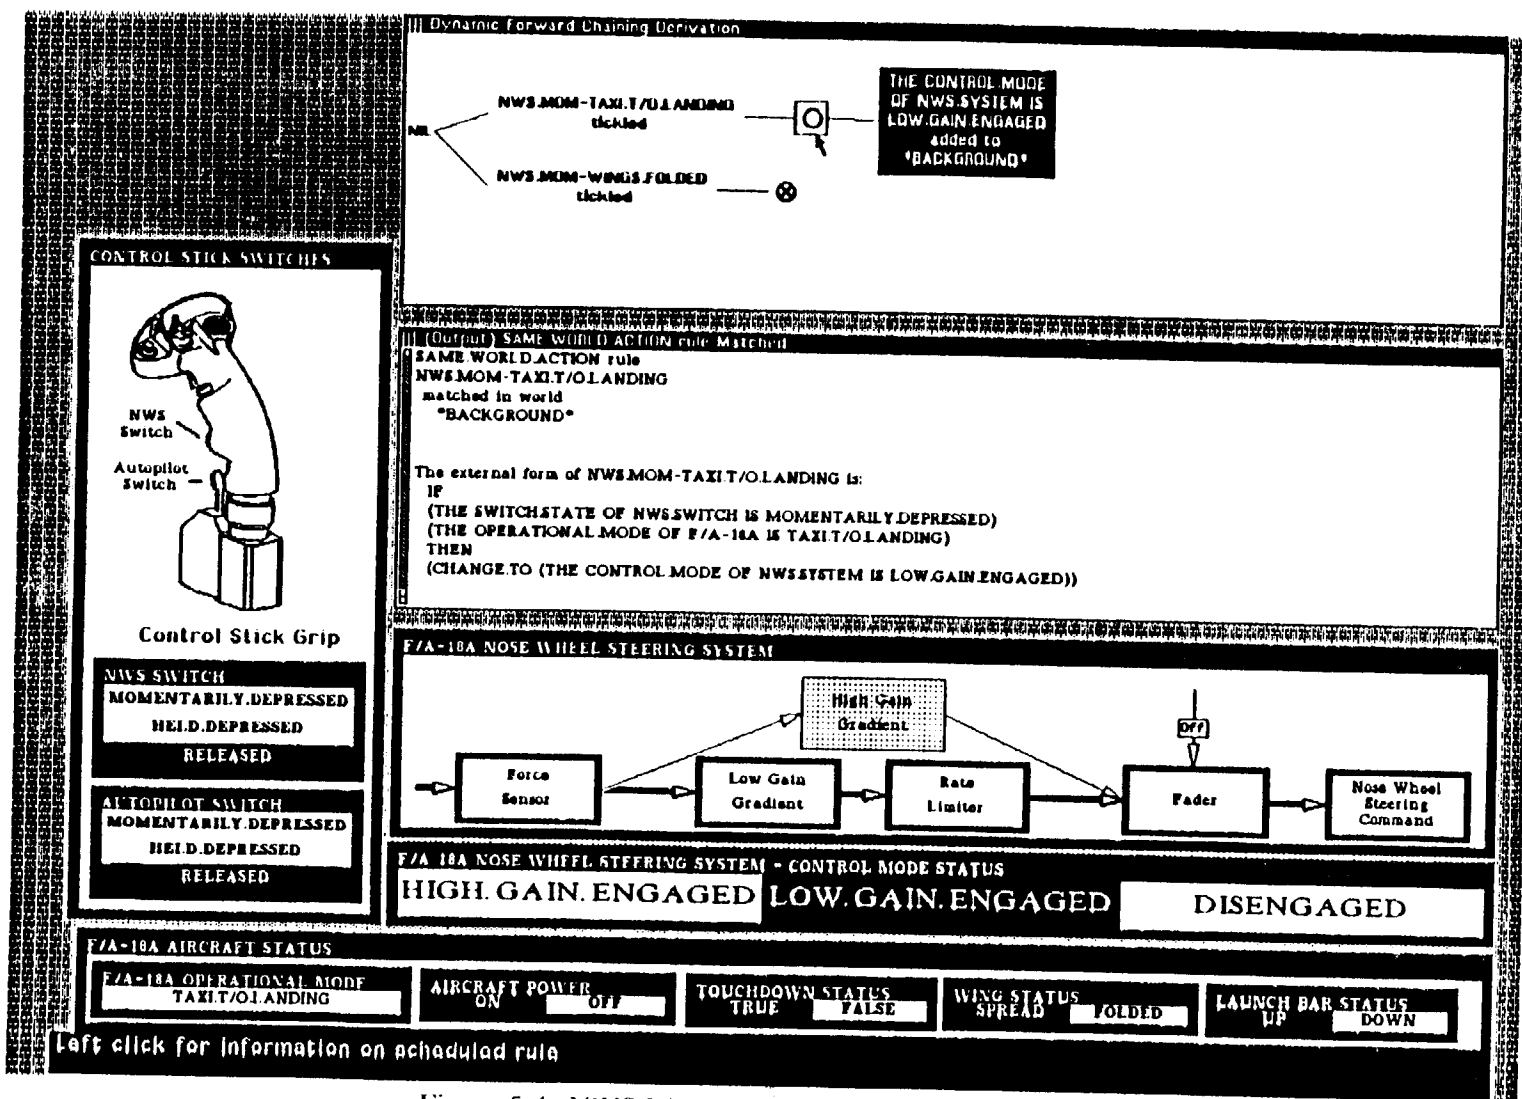 Dynamic Forward Chaining Derivation
NWS.MOM-TAXI.T/O.LANDING
tickled
NIL
NWS.MOM-WINGS.FOLDED
tickled
THE CONTROL.MODE
OF NWS.SYSTEM IS
LOW.GAIN.ENGAGED
added to
*BACKGROUND*
CONTROL STICK SWITCHES
NWS
Switch
Autopilot
Switch
Control Stick Grip
NWS SWITCH
MOMENTARILY.DEPRESSED
HELD.DEPRESSED
RELEASED
AUTOPILOT SWITCH
MOMENTARILY.DEPRESSED
HELD.DEPRESSED
RELEASED
(Output) SAME.WORLD.ACTION rule Matched
SAME.WORLD.ACTION rule
NWS.MOM-TAXI.T/O.LANDING
matched in world
*BACKGROUND*
The external form of NWS.MOM-TAXI.T/O.LANDING is:
IF
(THE SWITCH.STATE OF NWS.SWITCH IS MOMENTARILY.DEPRESSED)
(THE OPERATIONAL.MODE OF F/A-18A IS TAXI.T/O.LANDING)
THEN
(CHANGE.TO (THE CONTROL.MODE OF NWS.SYSTEM IS LOW.GAIN.ENGAGED))
F/A-18A NOSE WHEEL STEERING SYSTEM
High Gain
Gradient
Off
Force
Sensor
Low Gain
Gradient
Rate
Limiter
Fader
Nose Wheel
Steering
Command
F/A-18A NOSE WHEEL STEERING SYSTEM - CONTROL MODE STATUS
HIGH.GAIN.ENGAGED LOW.GAIN.ENGAGED DISENGAGED
F/A-18A AIRCRAFT STATUS
F/A-18A OPERATIONAL MODE
TAXI.T/O.LANDING
AIRCRAFT POWER
ON OFF
TOUCHDOWN STATUS
TRUE FALSE
WING STATUS
SPREAD FOLDED
LAUNCH BAR STATUS
UP DOWN
Left click for information on scheduled rule